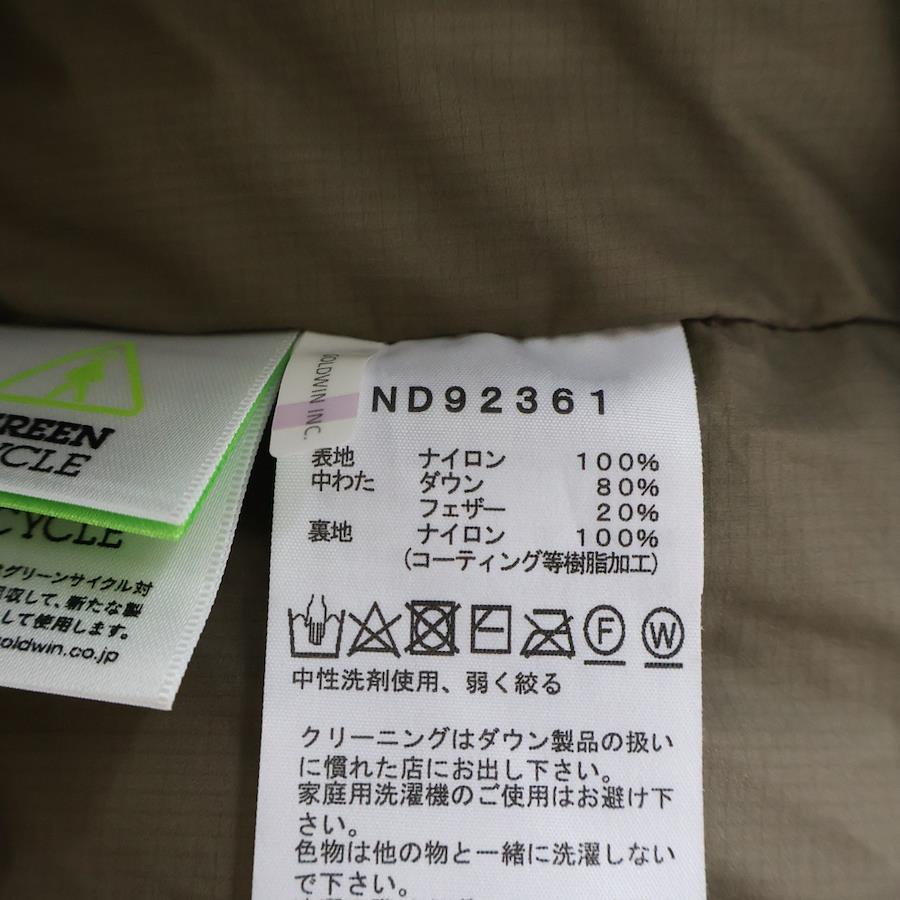 GREEN
CYCLE
CYCLE
グリーンサイクル対
回収して、新たな製
して使用します。
oldwin.co.jp
GOLDWIN INC.
ND92361
表地 ナイロン 100%
中わた ダウン 80%
フェザー 20%
裏地 ナイロン 100%
(コーティング等樹脂加工)
F W
中性洗剤使用、弱く絞る
クリーニングはダウン製品の扱い
に慣れた店にお出し下さい。
家庭用洗濯機のご使用はお避け下
さい。
色物は他の物と一緒に洗濯しない
で下さい。